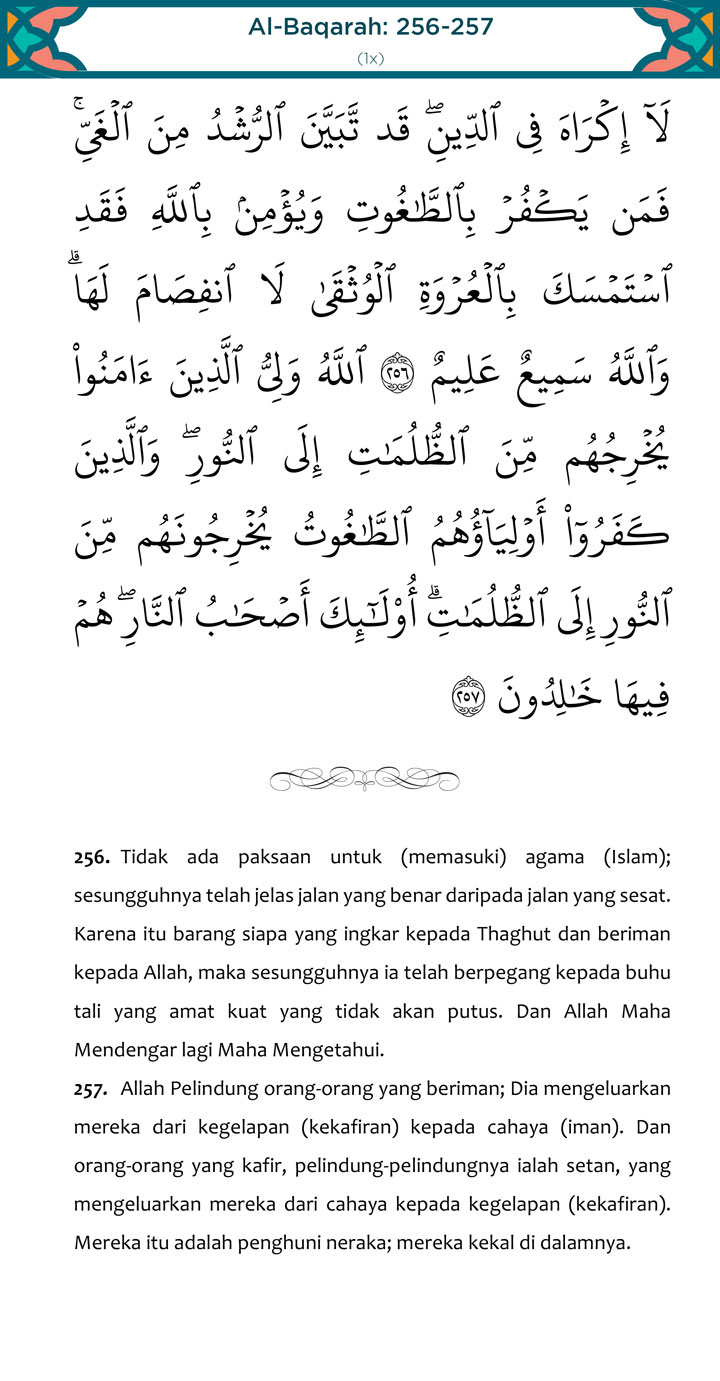 Al-Baqarah: 256-257
(1x)
لَآ إِكْرَاهَ فِى ٱلدِّينِ ۖ قَد تَّبَيَّنَ ٱلرُّشْدُ مِنَ ٱلْغَىِّ ۚ
فَمَن يَكْفُرْ بِٱلطَّـٰغُوتِ وَيُؤْمِنۢ بِٱللَّهِ فَقَدِ
ٱسْتَمْسَكَ بِٱلْعُرْوَةِ ٱلْوُثْقَىٰ لَا ٱنفِصَامَ لَهَا ۗ
وَٱللَّهُ سَمِيعٌ عَلِيمٌ ٢٥٦ ٱللَّهُ وَلِىُّ ٱلَّذِينَ ءَامَنُوا۟
يُخْرِجُهُم مِّنَ ٱلظُّلُمَـٰتِ إِلَى ٱلنُّورِ ۖ وَٱلَّذِينَ
كَفَرُوٓا۟ أَوْلِيَآؤُهُمُ ٱلطَّـٰغُوتُ يُخْرِجُونَهُم مِّنَ
ٱلنُّورِ إِلَى ٱلظُّلُمَـٰتِ ۗ أُو۟لَـٰٓئِكَ أَصْحَـٰبُ ٱلنَّارِ ۖ هُمْ
فِيهَا خَـٰلِدُونَ ٢٥٧
256. Tidak ada paksaan untuk (memasuki) agama (Islam);
sesungguhnya telah jelas jalan yang benar daripada jalan yang sesat.
Karena itu barang siapa yang ingkar kepada Thaghut dan beriman
kepada Allah, maka sesungguhnya ia telah berpegang kepada buhu
tali yang amat kuat yang tidak akan putus. Dan Allah Maha
Mendengar lagi Maha Mengetahui.
257. Allah Pelindung orang-orang yang beriman; Dia mengeluarkan
mereka dari kegelapan (kekafiran) kepada cahaya (iman). Dan
orang-orang yang kafir, pelindung-pelindungnya ialah setan, yang
mengeluarkan mereka dari cahaya kepada kegelapan (kekafiran).
Mereka itu adalah penghuni neraka; mereka kekal di dalamnya.